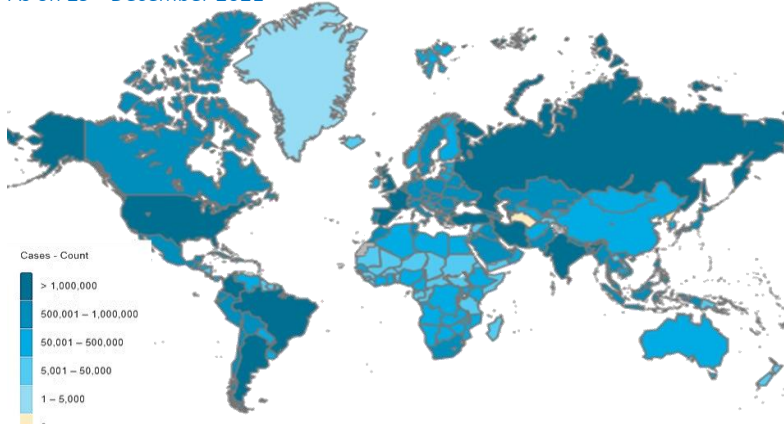 As on December
Cases - Count
> 1,000,000
500,001 – 1,000,000
50,001 – 500,000
5,001 – 50,000
1 – 5,000